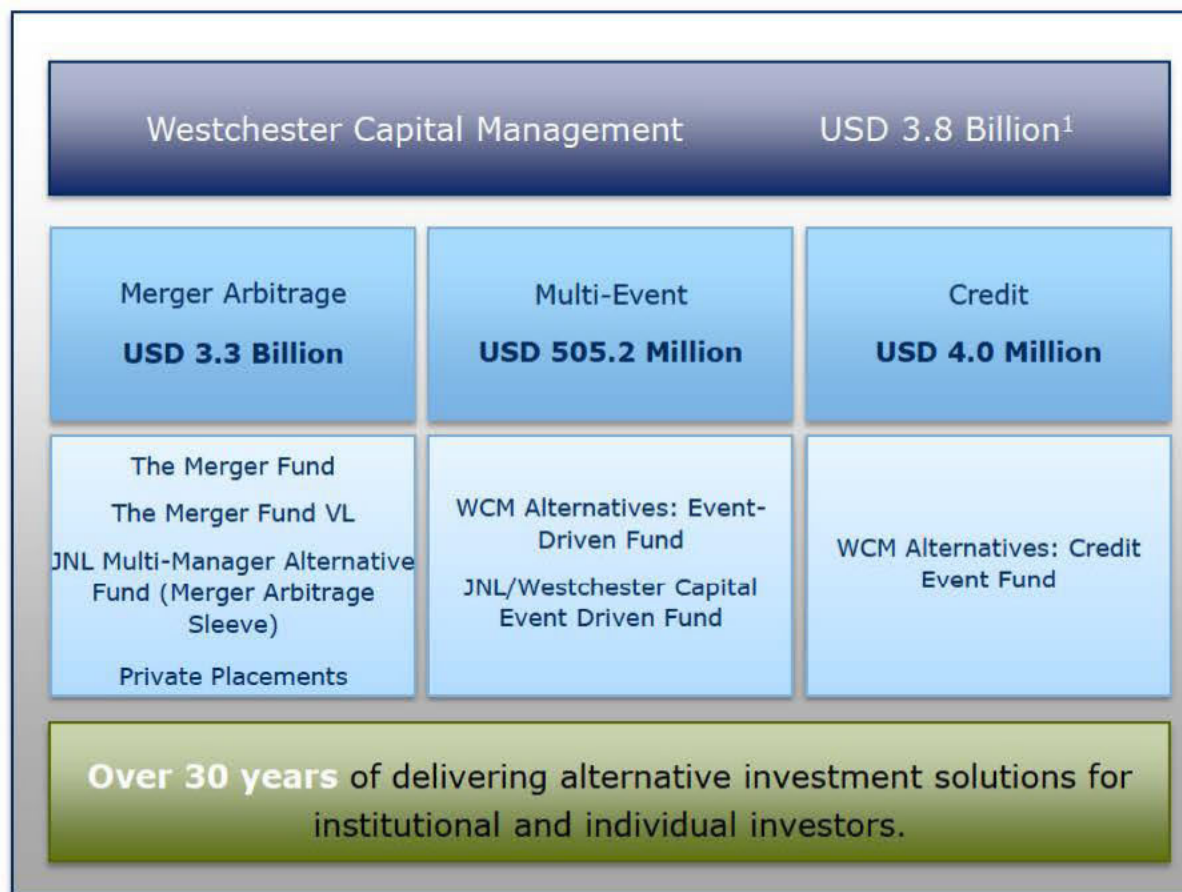 Westchester Capital Management USD 3.8 Billion¹
Merger Arbitrage
USD 3.3 Billion
Multi-Event
USD 505.2 Million
Credit
USD 4.0 Million
The Merger Fund
The Merger Fund VL
JNL Multi-Manager Alternative
Fund (Merger Arbitrage
Sleeve)
Private Placements
WCM Alternatives: Event-
Driven Fund
JNL/Westchester Capital
Event Driven Fund
WCM Alternatives: Credit
Event Fund
Over 30 years of delivering alternative investment solutions for
institutional and individual investors.